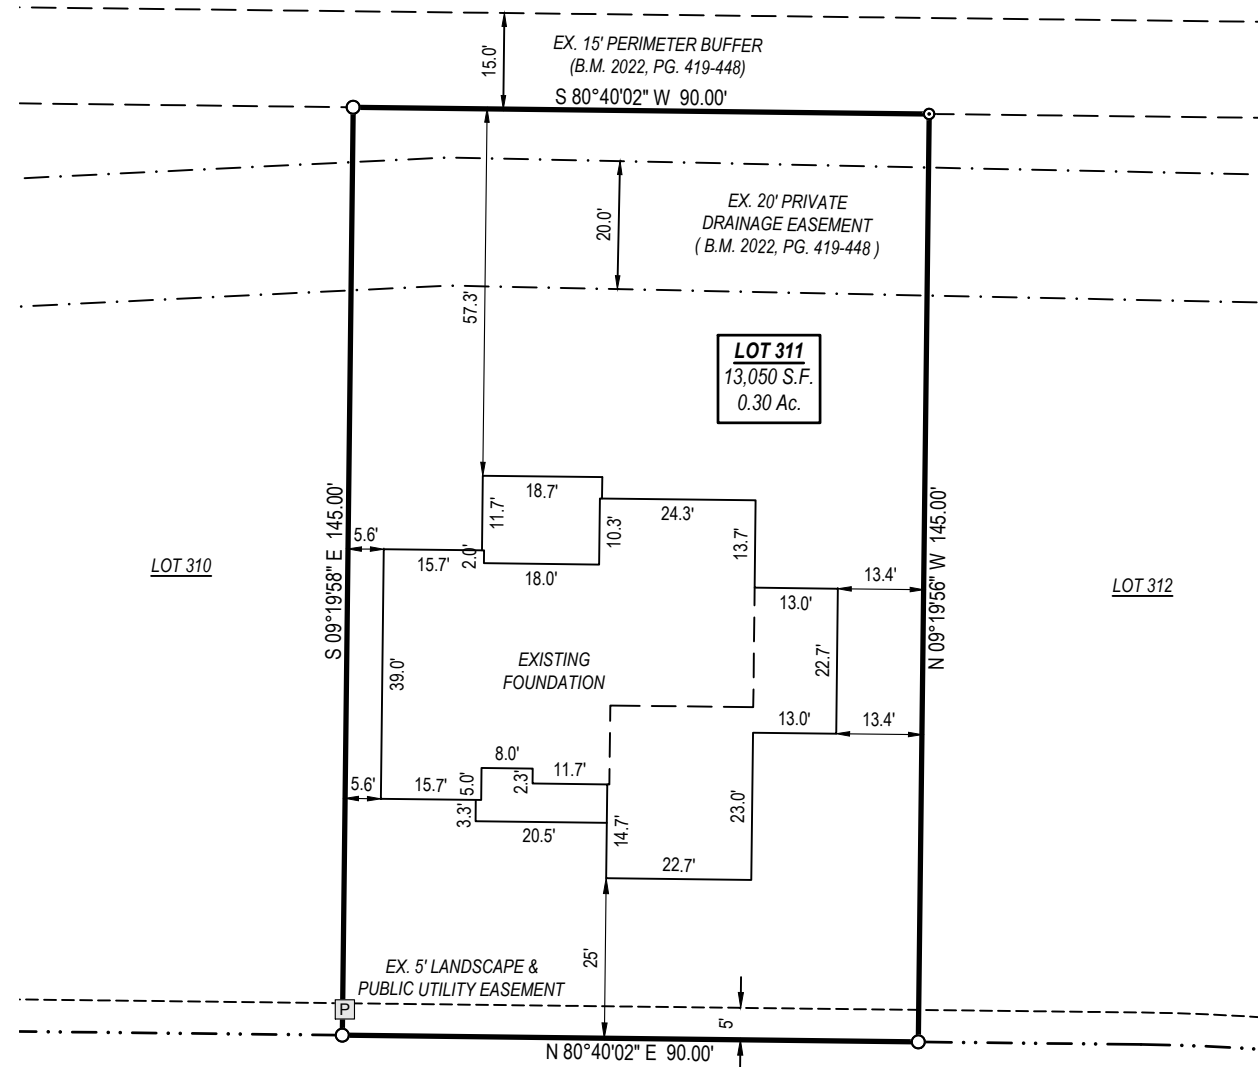 15.0'
EX. 15' PERIMETER BUFFER
(B.M. 2022, PG. 419-448)
S 80°40'02" W 90.00'
EX. 20' PRIVATE
DRAINAGE EASEMENT
( B.M. 2022, PG. 419-448 )
20.0'
57.3'
LOT 311
13,050 S.F.
0.30 Ac.
18.7'
11.7'
10.3'
24.3'
13.7'
5.6'
15.7'
2.0'
18.0'
13.0'
13.4'
LOT 310
S 09°19'58" E 145.00'
N 09°19'56" W 145.00'
LOT 312
39.0'
EXISTING
FOUNDATION
22.7'
13.0'
13.4'
8.0'
2.3'
11.7'
5.6'
15.7'
5.0'
3.3'
20.5'
14.7'
23.0'
22.7'
25'
EX. 5' LANDSCAPE &
PUBLIC UTILITY EASEMENT
P
5'
N 80°40'02" E 90.00'